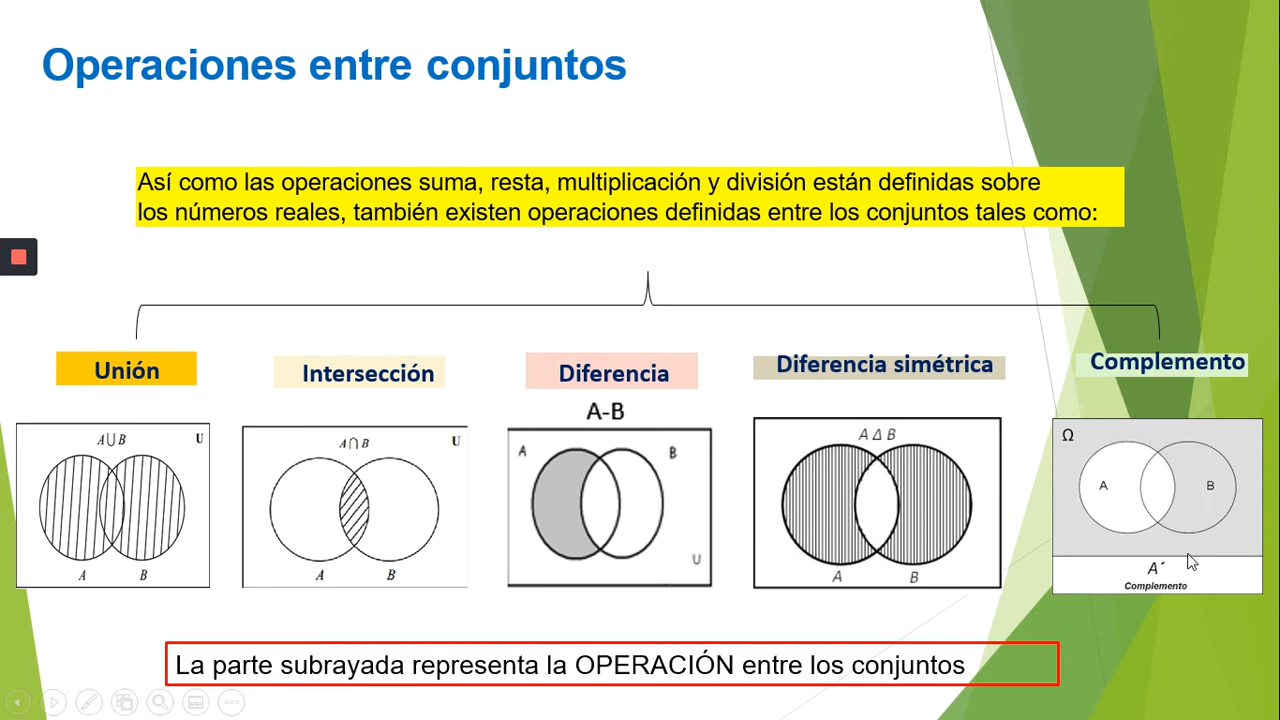 Operaciones entre conjuntos
Así como las operaciones suma, resta, multiplicación y división están definidas sobre
los números reales, también existen operaciones definidas entre los conjuntos tales como:
Unión
Intersección
Diferencia
Diferencia simétrica
Complemento
A-B
A⋃B
U
A
B
A⋂B
U
A
B
A
B
U
A Δ B
A
B
Ω
A
B
A´
Complemento
La parte subrayada representa la OPERACIÓN entre los conjuntos